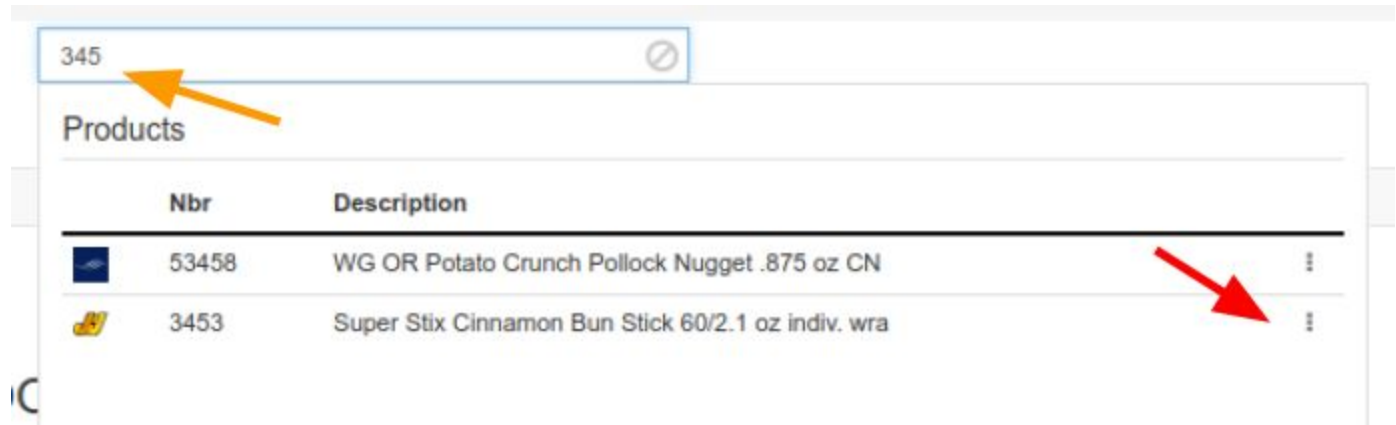 345
Products
Nbr Description
53458 WG OR Potato Crunch Pollock Nugget .875 oz CN
3453 Super Stix Cinnamon Bun Stick 60/2.1 oz indiv. wra